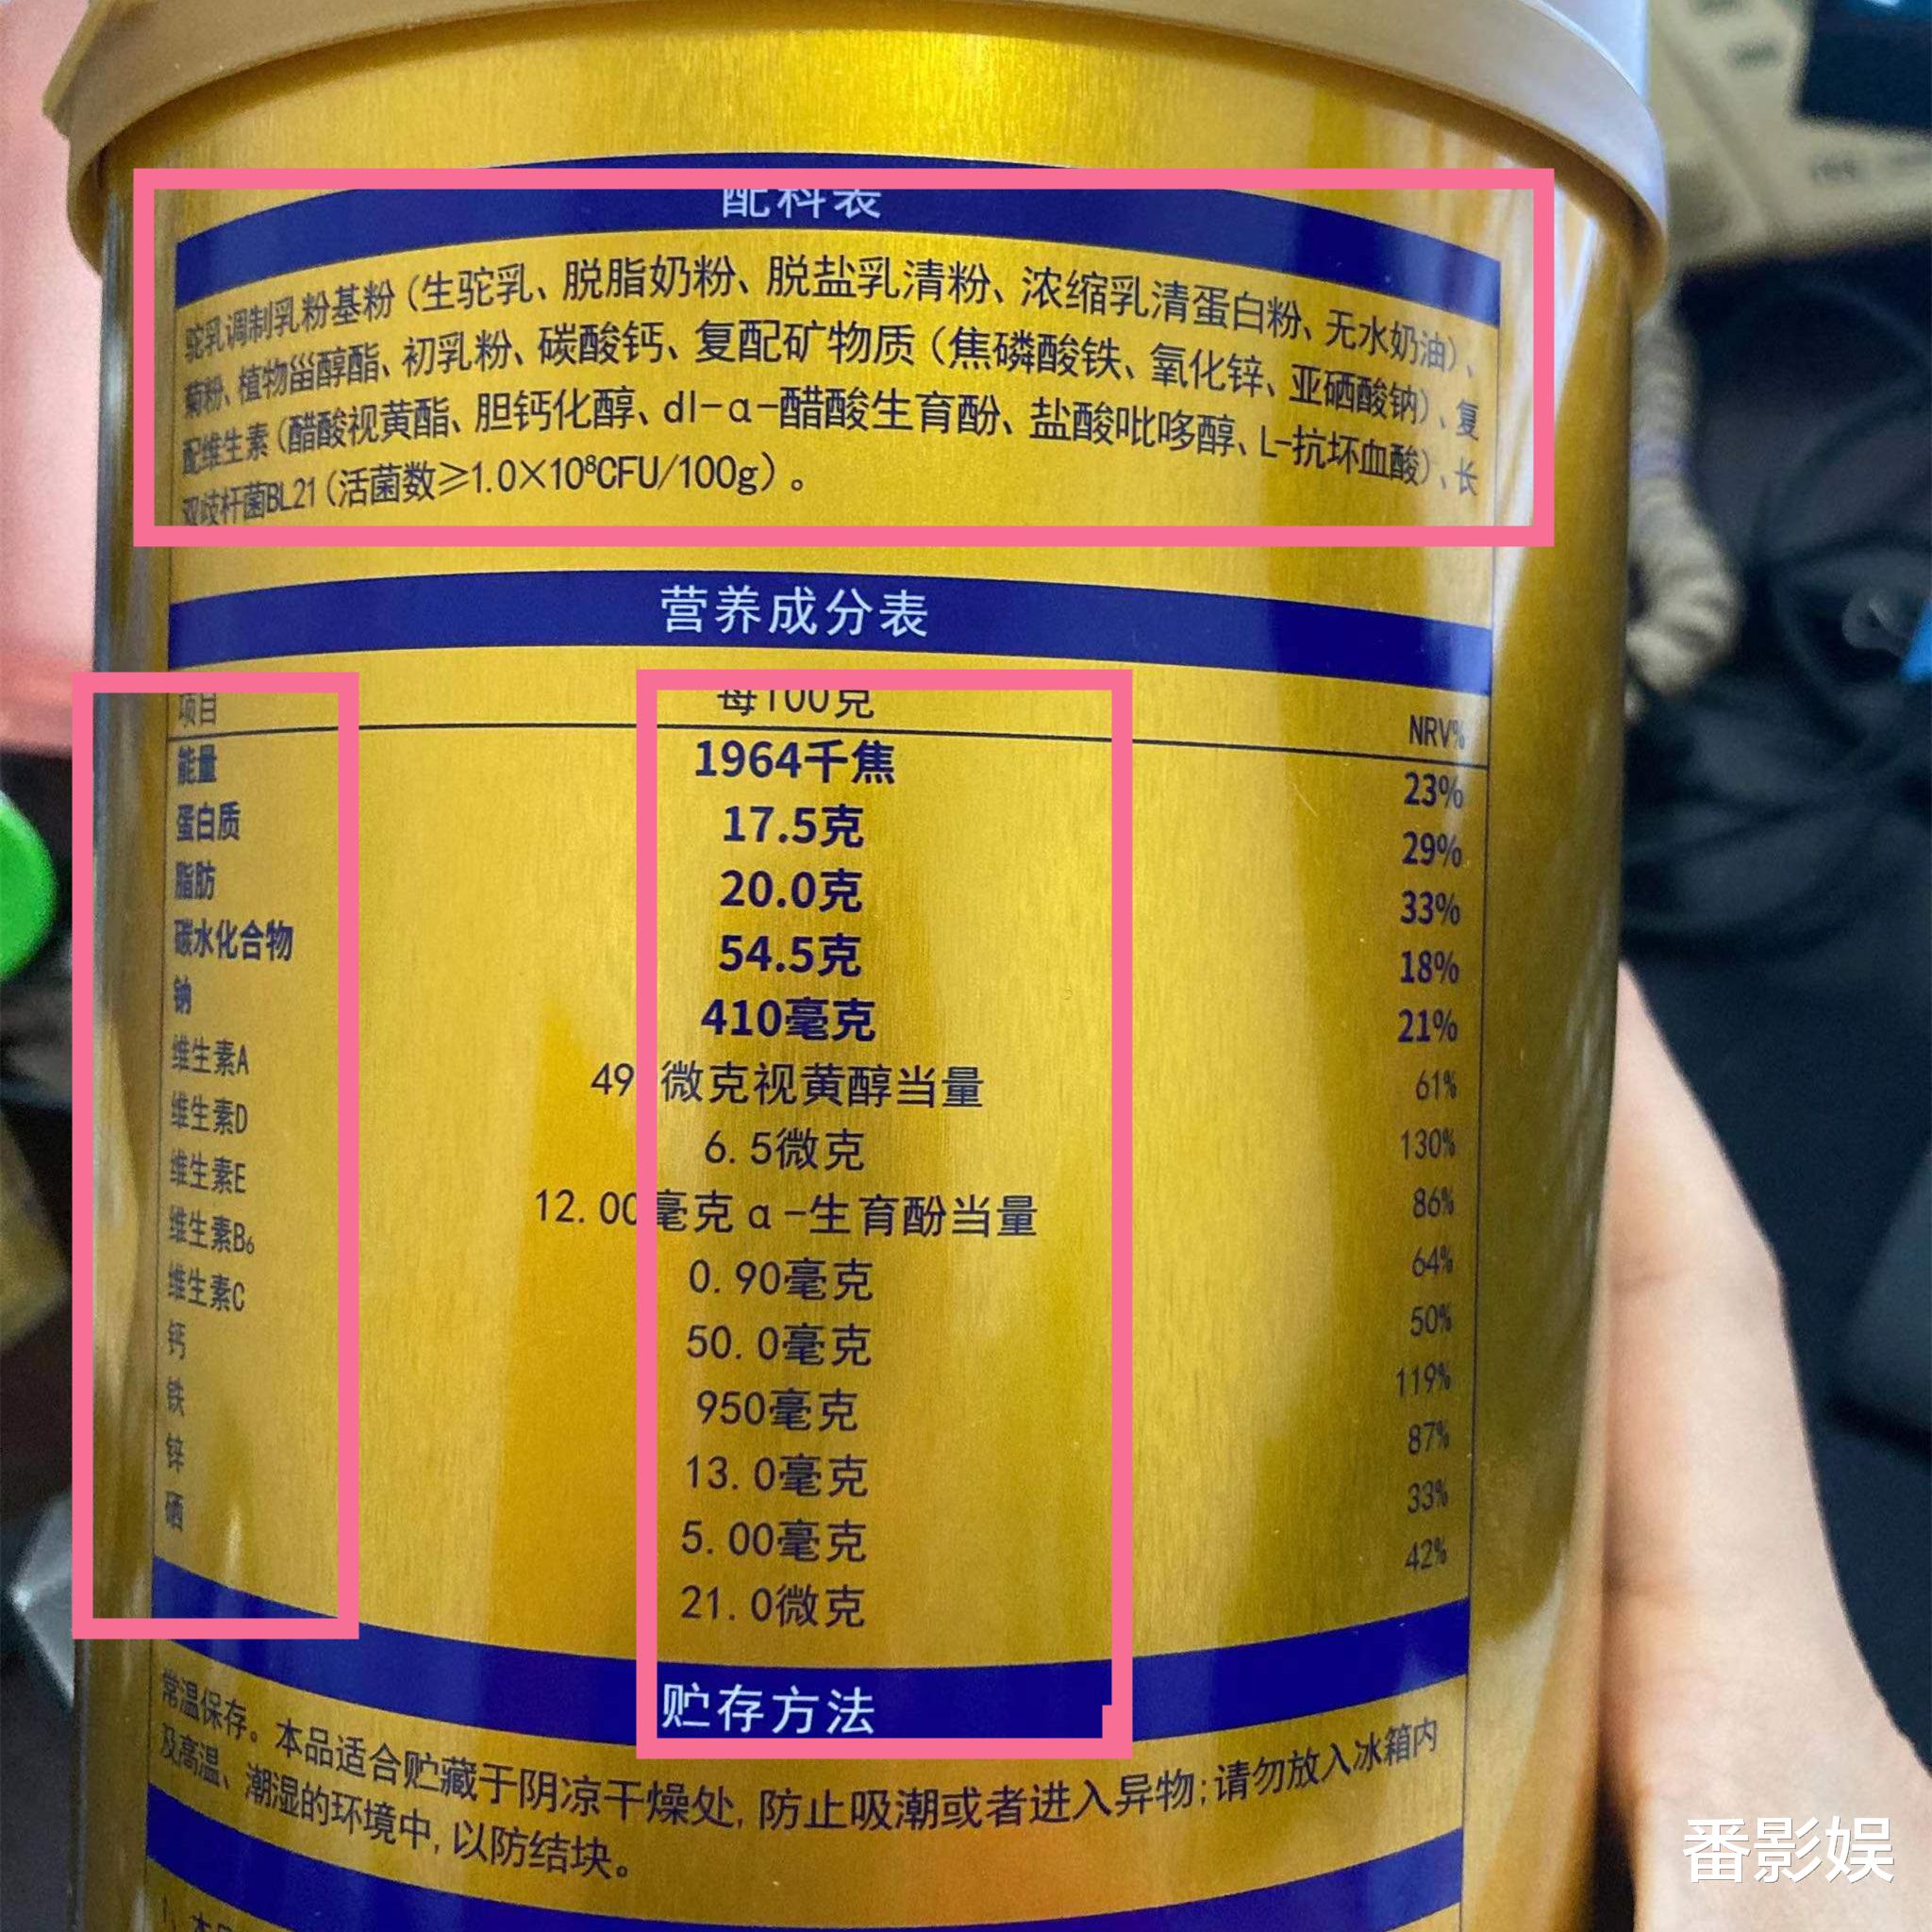 配料表
驼乳调制乳粉基粉（生驼乳、脱脂奶粉、脱盐乳清粉、浓缩乳清蛋白粉、无水奶油）、
菊粉、植物甾醇酯、初乳粉、碳酸钙、复配矿物质（焦磷酸铁、氧化锌、亚硒酸钠）、复
配维生素（醋酸视黄酯、胆钙化醇、dl-α-醋酸生育酚、盐酸吡哆醇、L-抗坏血酸）、长
双歧杆菌BL21（活菌数≥1.0×10⁸CFU/100g）。
营养成分表
项目 每100克 NRV%
能量 1964千焦 23%
蛋白质 17.5克 29%
脂肪 20.0克 33%
碳水化合物 54.5克 18%
钠 410毫克 21%
维生素A 49 微克视黄醇当量 61%
维生素D 6.5微克 130%
维生素E 12.00毫克α-生育酚当量 86%
维生素B₆ 0.90毫克 64%
维生素C 50.0毫克 50%
钙 950毫克 119%
铁 13.0毫克 87%
锌 5.00毫克 33%
硒 21.0微克 42%
贮存方法
常温保存。本品适合贮藏于阴凉干燥处,防止吸潮或者进入异物;请勿放入冰箱内
及高温、潮湿的环境中,以防结块。
番影娱